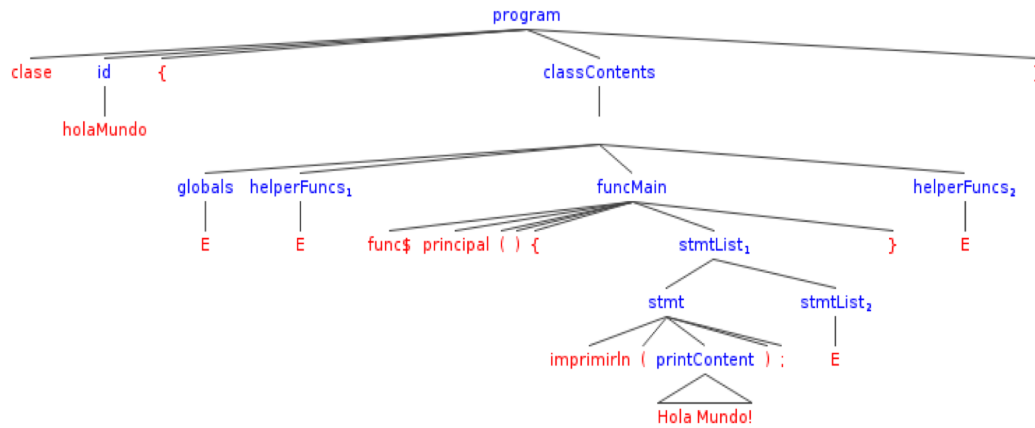 program
clase id { classContents }
holaMundo
globals helperFuncs₁ funcMain helperFuncs₂
E E func$ principal ( ) { stmtList₁ } E
stmt stmtList₂
imprimirln ( printContent ) ; E
Hola Mundo!